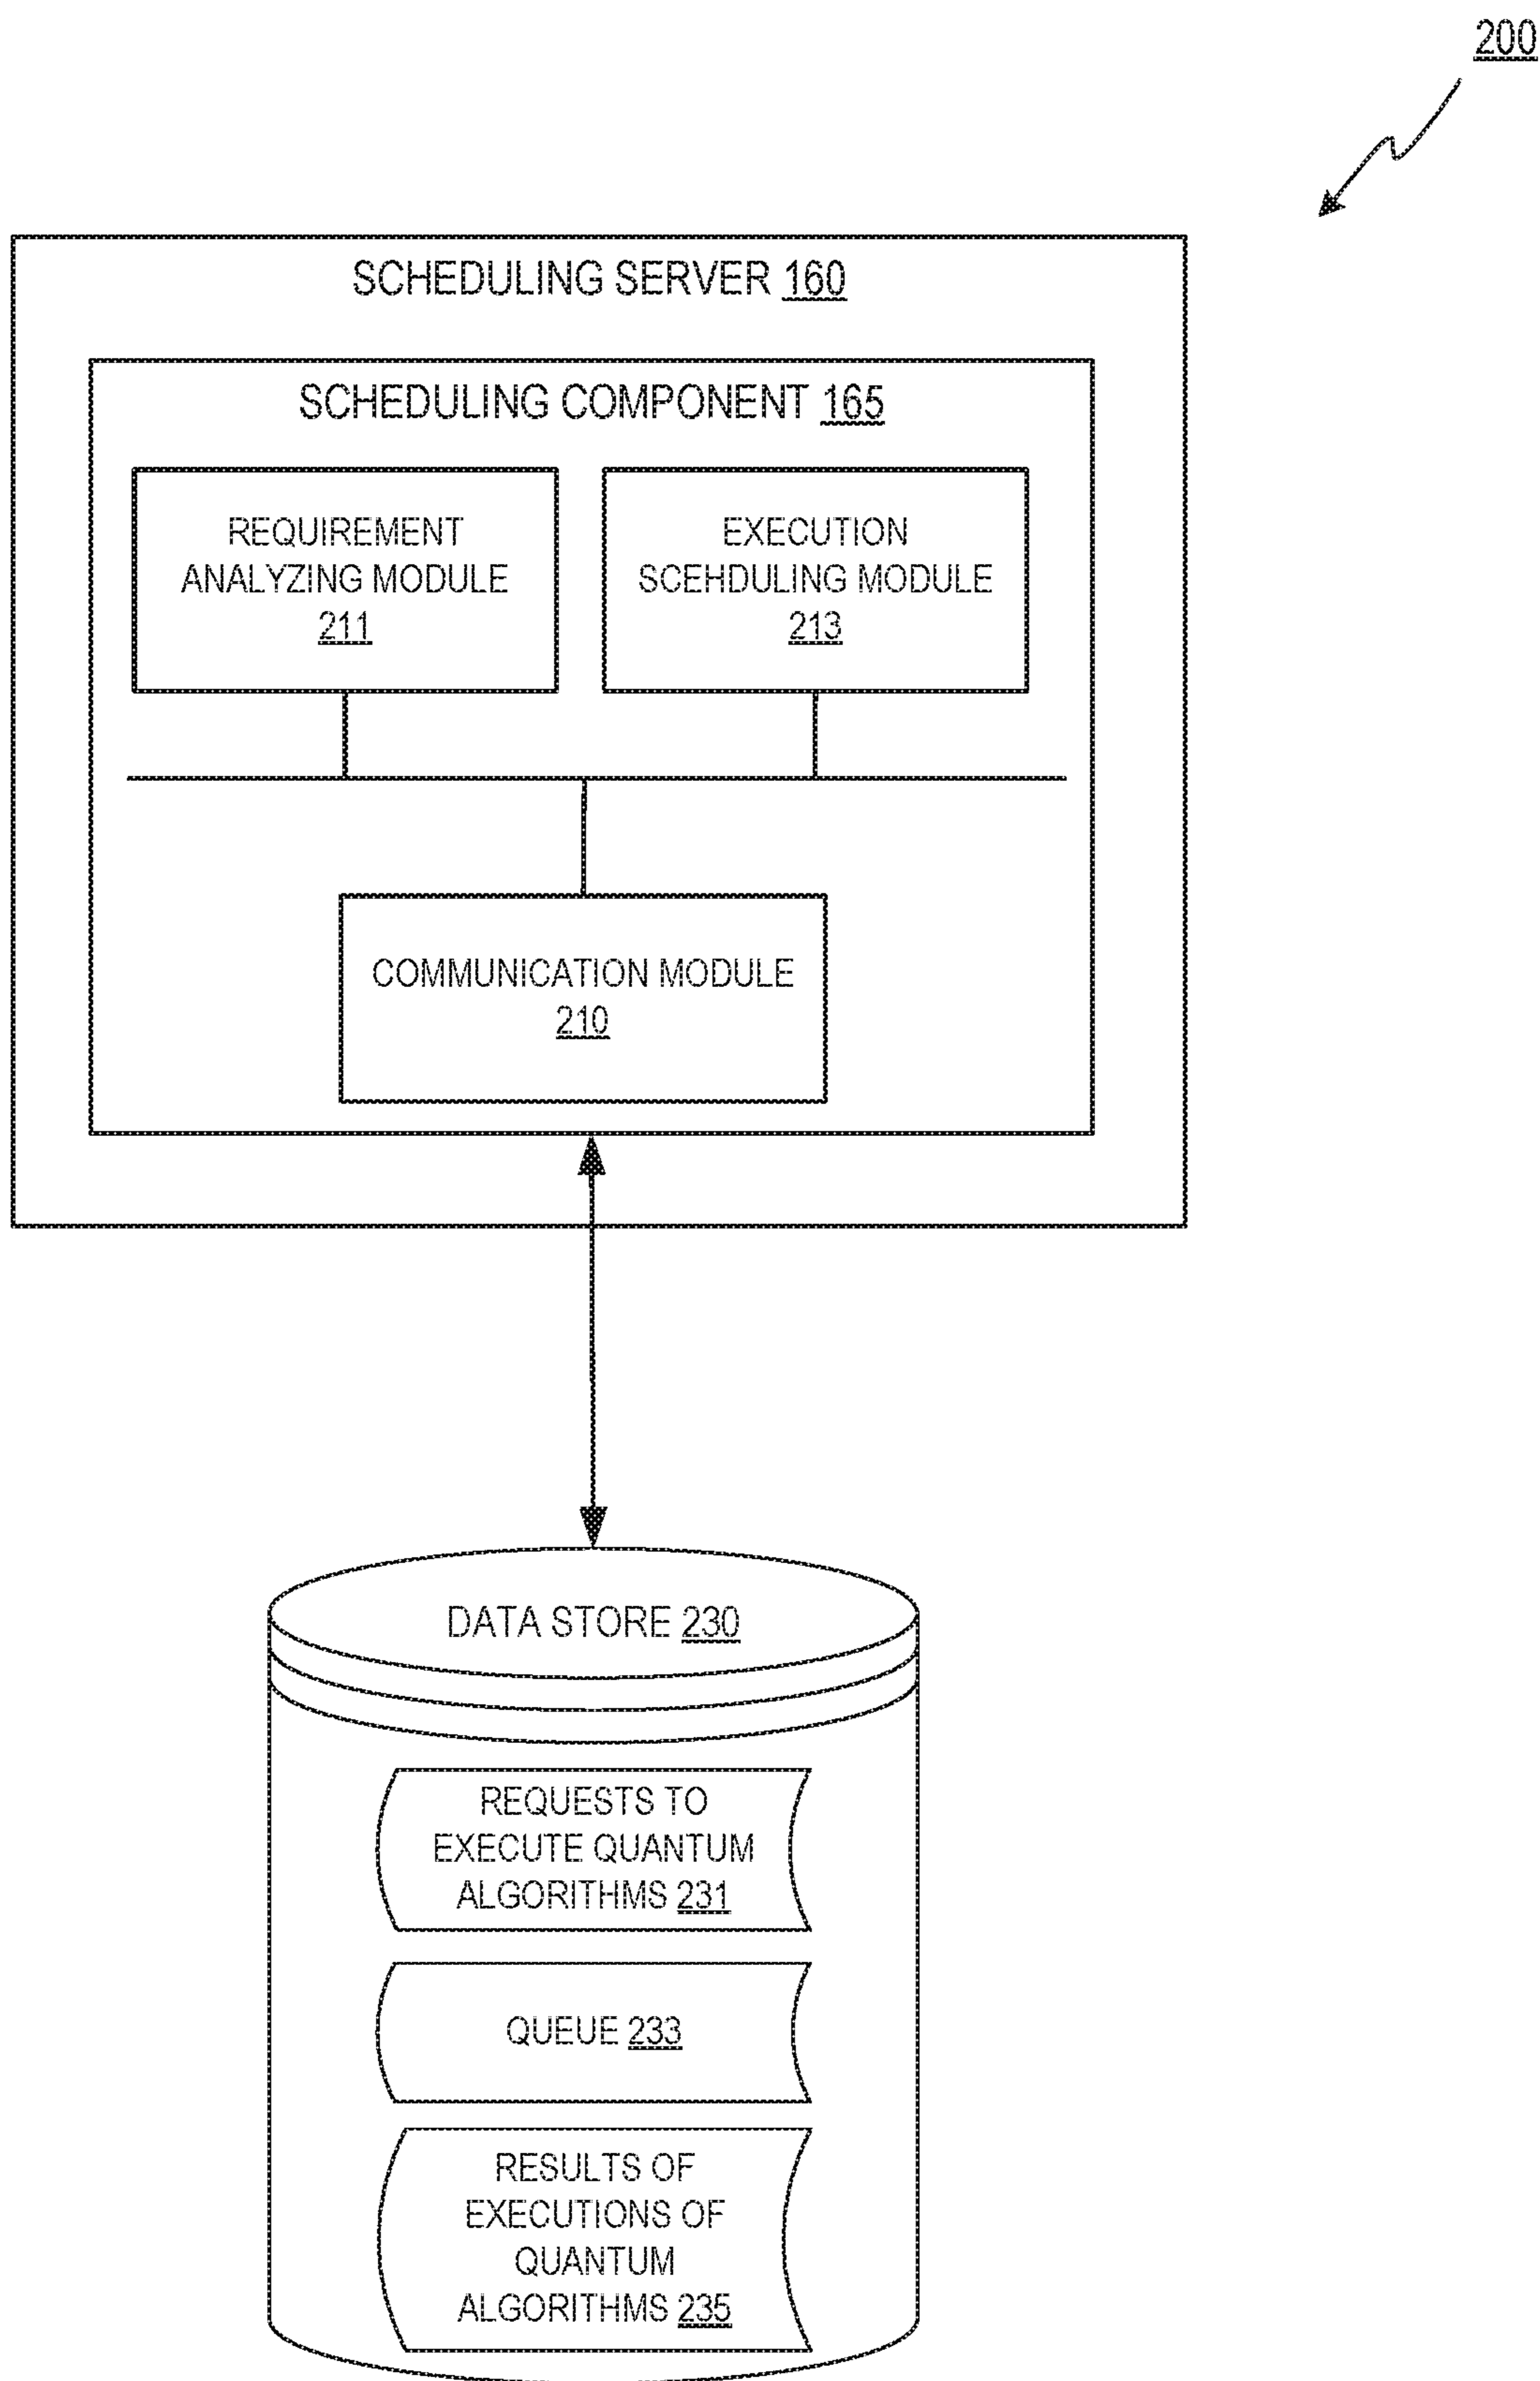 200
SCHEDULING SERVER 160
SCHEDULING COMPONENT 165
REQUIREMENT
ANALYZING MODULE
211
EXECUTION
SCEHDULING MODULE
213
COMMUNICATION MODULE
210
DATA STORE 230
REQUESTS TO
EXECUTE QUANTUM
ALGORITHMS 231
QUEUE 233
RESULTS OF
EXECUTIONS OF
QUANTUM
ALGORITHMS 235